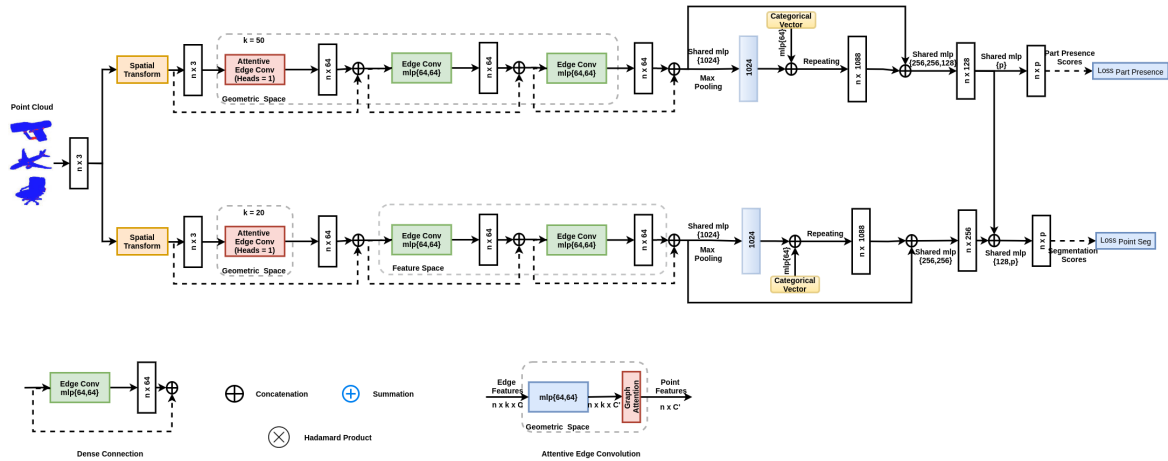 Point Cloud
n x 3
Spatial
Transform
n x 3
k = 50
Attentive
Edge Conv
(Heads = 1)
Geometric Space
n x 64
Edge Conv
mlp{64,64}
n x 64
Edge Conv
mlp{64,64}
n x 64
Shared mlp
{1024}
Max
Pooling
1024
Categorical
Vector
mlp{64}
Repeating
n x 1088
Shared mlp
{256,256,128}
n x 128
Shared mlp
{p}
n x p
Part Presence
Scores
Loss Part Presence
Spatial
Transform
n x 3
k = 20
Attentive
Edge Conv
(Heads = 1)
Geometric Space
n x 64
Edge Conv
mlp{64,64}
n x 64
Edge Conv
mlp{64,64}
Feature Space
n x 64
Shared mlp
{1024}
Max
Pooling
1024
mlp{64}
Categorical
Vector
Repeating
n x 1088
Shared mlp
{256,256}
n x 256
Shared mlp
{128,p}
n x p
Segmentation
Scores
Loss Point Seg
Edge Conv
mlp{64,64}
n x 64
Dense Connection
Concatenation
Summation
Hadamard Product
Edge
Features
n x k x C
mlp{64,64}
n x k x C'
Graph
Attention
Geometric Space
Point
Features
n x C'
Attentive Edge Convolution